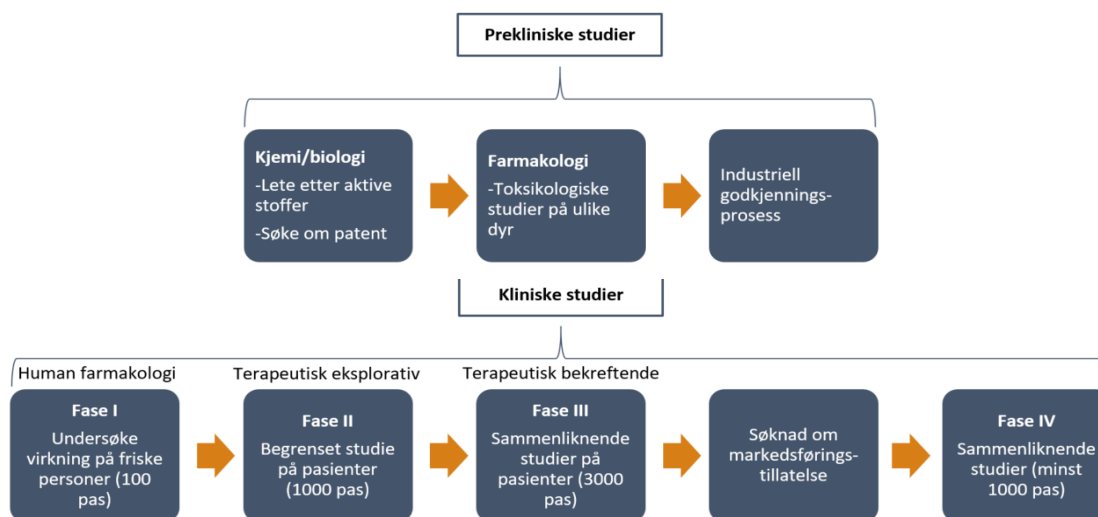 Prekliniske studier
Kjemi/biologi
-Lete etter aktive
stoffer
-Søke om patent
Farmakologi
-Toksikologiske
studier på ulike
dyr
Industriell
godkjennings-
prosess
Kliniske studier
Human farmakologi
Fase I
Undersøke
virkning på friske
personer (100
pas)
Terapeutisk eksplorativ
Fase II
Begrenset studie
på pasienter
(1000 pas)
Terapeutisk bekreftende
Fase III
Sammenliknende
studier på
pasienter (3000
pas)
Søknad om
markedsførings-
tillatelse
Fase IV
Sammenliknende
studier (minst
1000 pas)